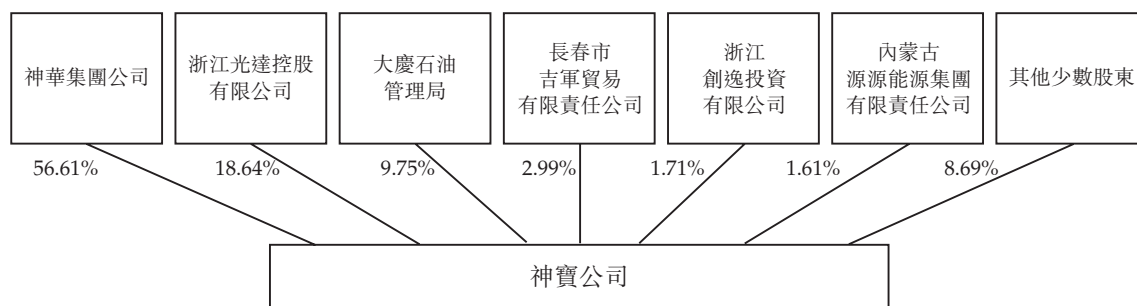 神華集團公司
浙江光達控股
有限公司
大慶石油
管理局
長春市
吉軍貿易
有限責任公司
浙江
創逸投資
有限公司
內蒙古
源源能源集團
有限責任公司
其他少數股東
56.61%
18.64%
9.75%
2.99%
1.71%
1.61%
8.69%
神寶公司